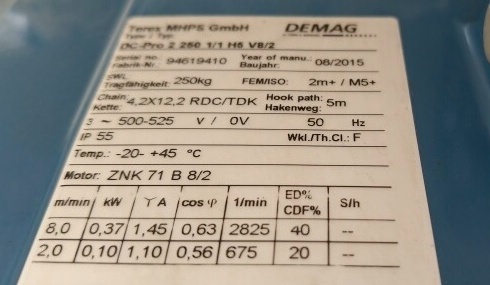 Terex MHPS GmbH DEMAG
Type / Typ:
DC-Pro 2 250 1/1 H5 V8/2
Serial no. 94619410 Year of manu.: 08/2015
Fabrik-Nr. Baujahr:
SWL 250kg FEM/ISO: 2m+ / M5+
Tragfähigkeit:
Chain 4,2X12,2 RDC/TDK Hook path: 5m
Kette: Hakenweg:
3 ~ 500-525 V / 0V 50 Hz
IP 55 Wkl./Th.Cl.: F
Temp.: -20- +45 °C
Motor: ZNK 71 B 8/2
m/min kW Y A cos φ 1/min ED% CDF% S/h
8,0 0,37 1,45 0,63 2825 40 --
2,0 0,10 1,10 0,56 675 20 --